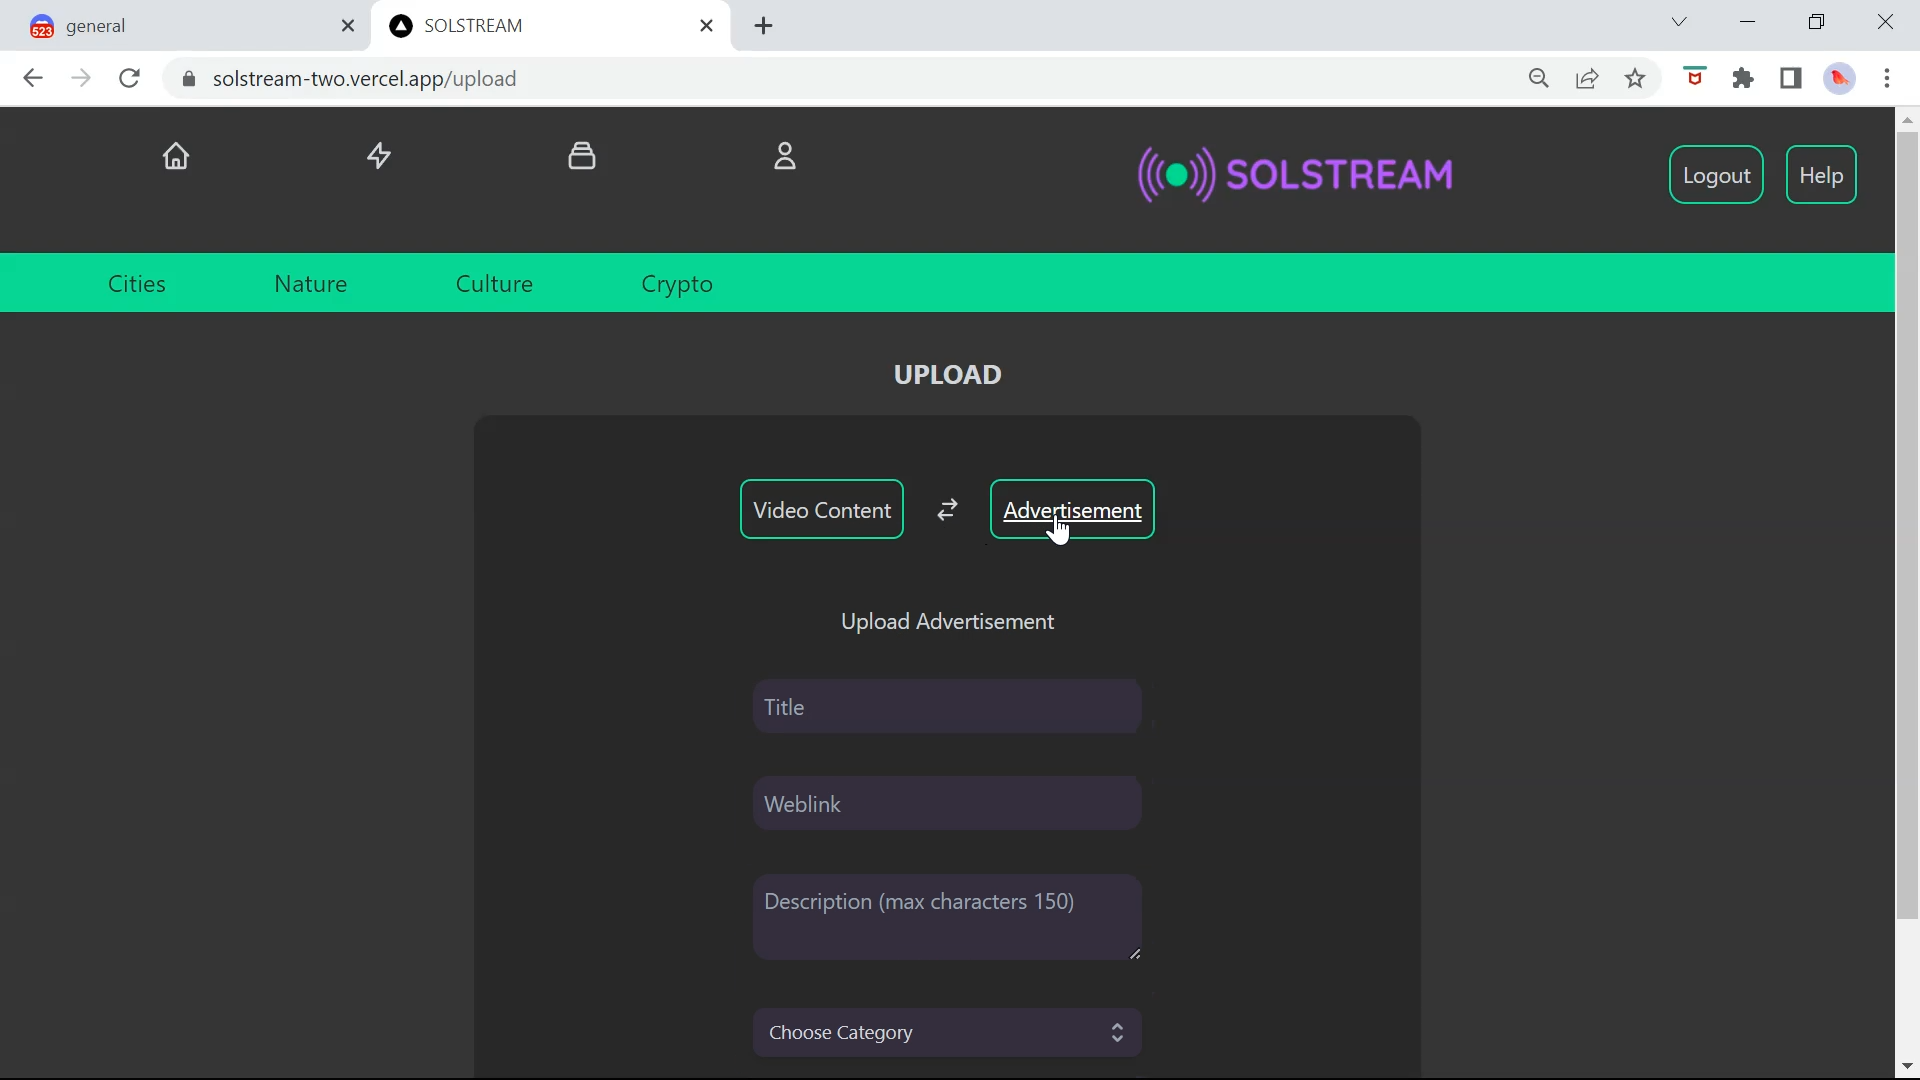 523 general
SOLSTREAM
solstream-two.vercel.app/upload
SOLSTREAM
Logout
Help
Cities
Nature
Culture
Crypto
UPLOAD
Video Content
Advertisement
Upload Advertisement
Title
Weblink
Description (max characters 150)
Choose Category